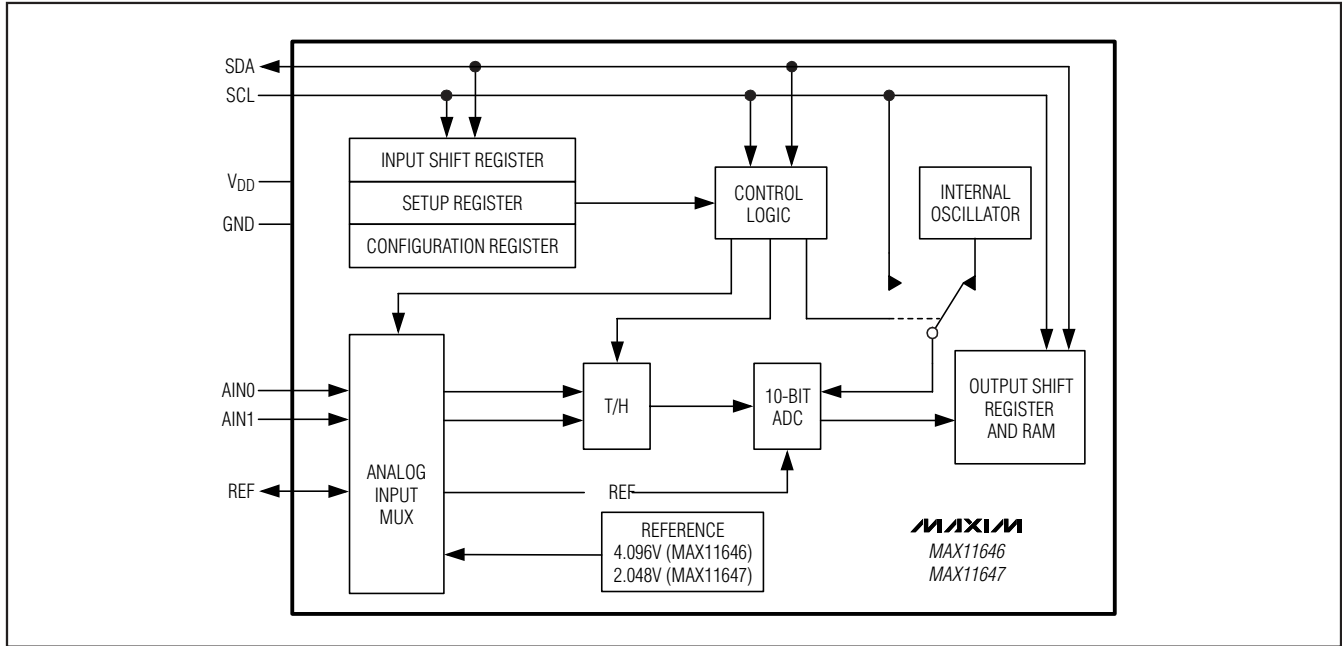 SDA
SCL
INPUT SHIFT REGISTER
SETUP REGISTER
CONFIGURATION REGISTER
VDD
GND
CONTROL
LOGIC
INTERNAL
OSCILLATOR
AIN0
AIN1
REF
ANALOG
INPUT
MUX
T/H
10-BIT
ADC
OUTPUT SHIFT
REGISTER
AND RAM
REF
REFERENCE
4.096V (MAX11646)
2.048V (MAX11647)
MAXIM
MAX11646
MAX11647